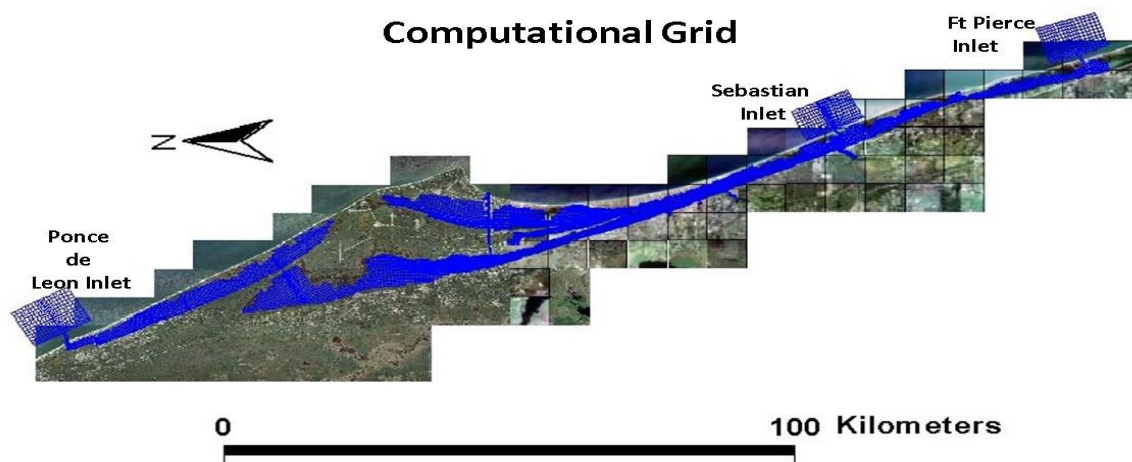 Computational Grid
Ft Pierce
Inlet
Sebastian
Inlet
N
Ponce
de
Leon Inlet
0
100 Kilometers